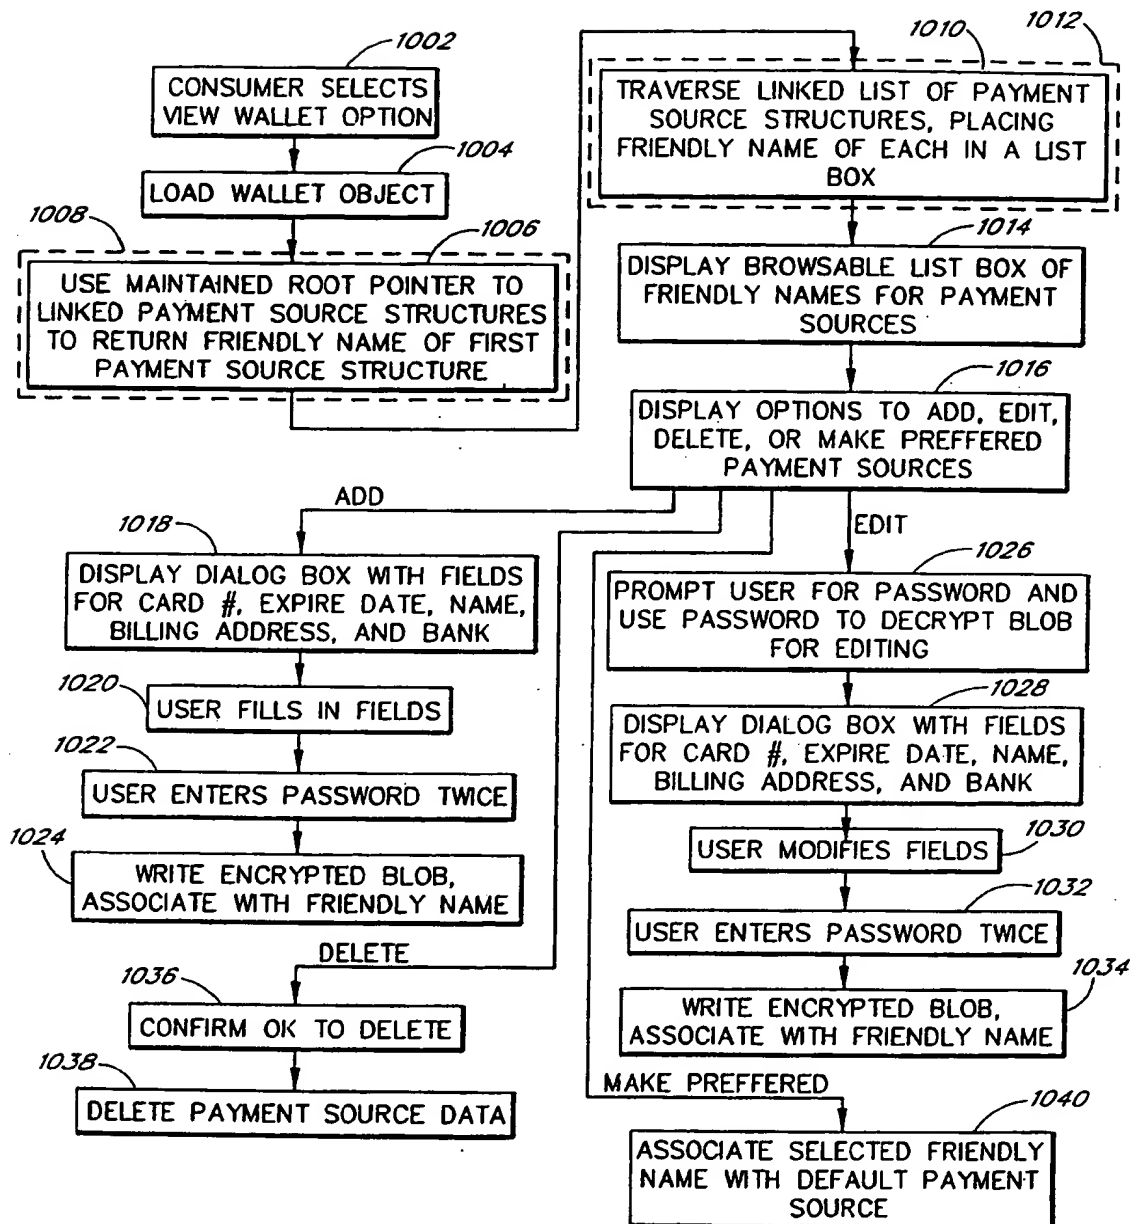 1002
CONSUMER SELECTS
VIEW WALLET OPTION
1004
LOAD WALLET OBJECT
1008
1006
USE MAINTAINED ROOT POINTER TO
LINKED PAYMENT SOURCE STRUCTURES
TO RETURN FRIENDLY NAME OF FIRST
PAYMENT SOURCE STRUCTURE
1010
1012
TRAVERSE LINKED LIST OF PAYMENT
SOURCE STRUCTURES, PLACING
FRIENDLY NAME OF EACH IN A LIST
BOX
1014
DISPLAY BROWSABLE LIST BOX OF
FRIENDLY NAMES FOR PAYMENT
SOURCES
1016
DISPLAY OPTIONS TO ADD, EDIT,
DELETE, OR MAKE PREFFERED
PAYMENT SOURCES
ADD
1018
DISPLAY DIALOG BOX WITH FIELDS
FOR CARD #, EXPIRE DATE, NAME,
BILLING ADDRESS, AND BANK
1020
USER FILLS IN FIELDS
1022
USER ENTERS PASSWORD TWICE
1024
WRITE ENCRYPTED BLOB,
ASSOCIATE WITH FRIENDLY NAME
DELETE
1036
CONFIRM OK TO DELETE
1038
DELETE PAYMENT SOURCE DATA
EDIT
1026
PROMPT USER FOR PASSWORD AND
USE PASSWORD TO DECRYPT BLOB
FOR EDITING
1028
DISPLAY DIALOG BOX WITH FIELDS
FOR CARD #, EXPIRE DATE, NAME,
BILLING ADDRESS, AND BANK
1030
USER MODIFIES FIELDS
1032
USER ENTERS PASSWORD TWICE
1034
WRITE ENCRYPTED BLOB,
ASSOCIATE WITH FRIENDLY NAME
MAKE PREFFERED
1040
ASSOCIATE SELECTED FRIENDLY
NAME WITH DEFAULT PAYMENT
SOURCE